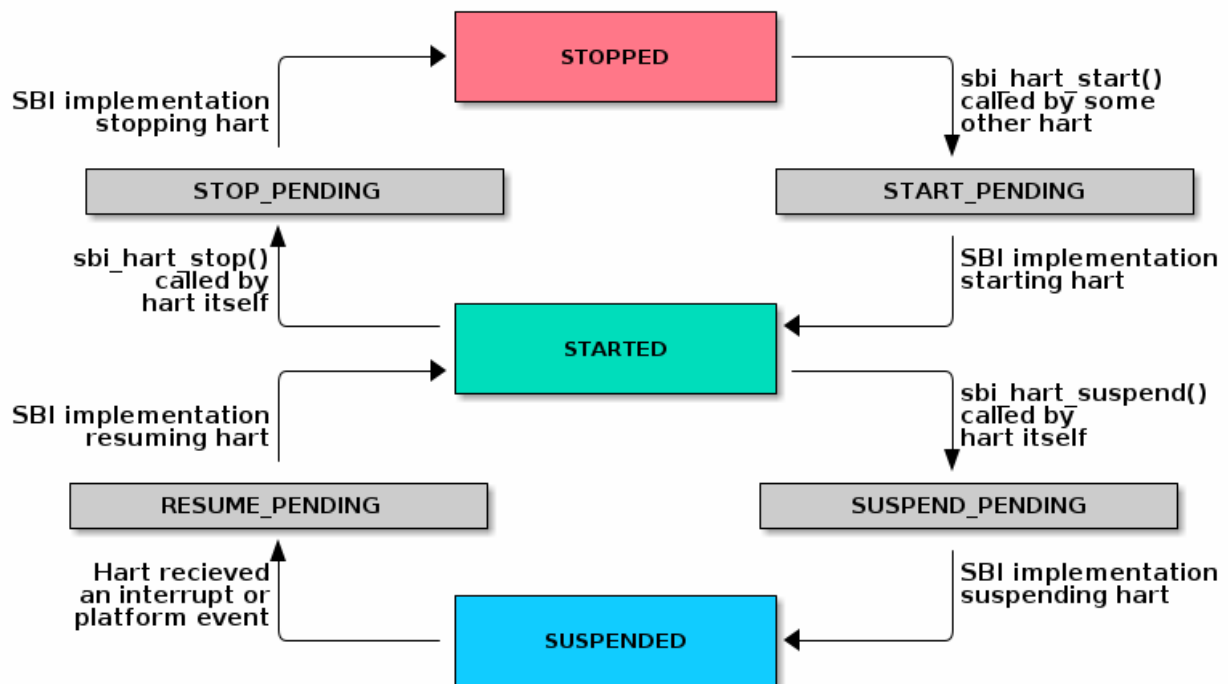 STOPPED
SBI implementation
stopping hart
sbi_hart_start()
called by some
other hart
STOP_PENDING
START_PENDING
sbi_hart_stop()
called by
hart itself
SBI implementation
starting hart
STARTED
SBI implementation
resuming hart
sbi_hart_suspend()
called by
hart itself
RESUME_PENDING
SUSPEND_PENDING
Hart recieved
an interrupt or
platform event
SBI implementation
suspending hart
SUSPENDED